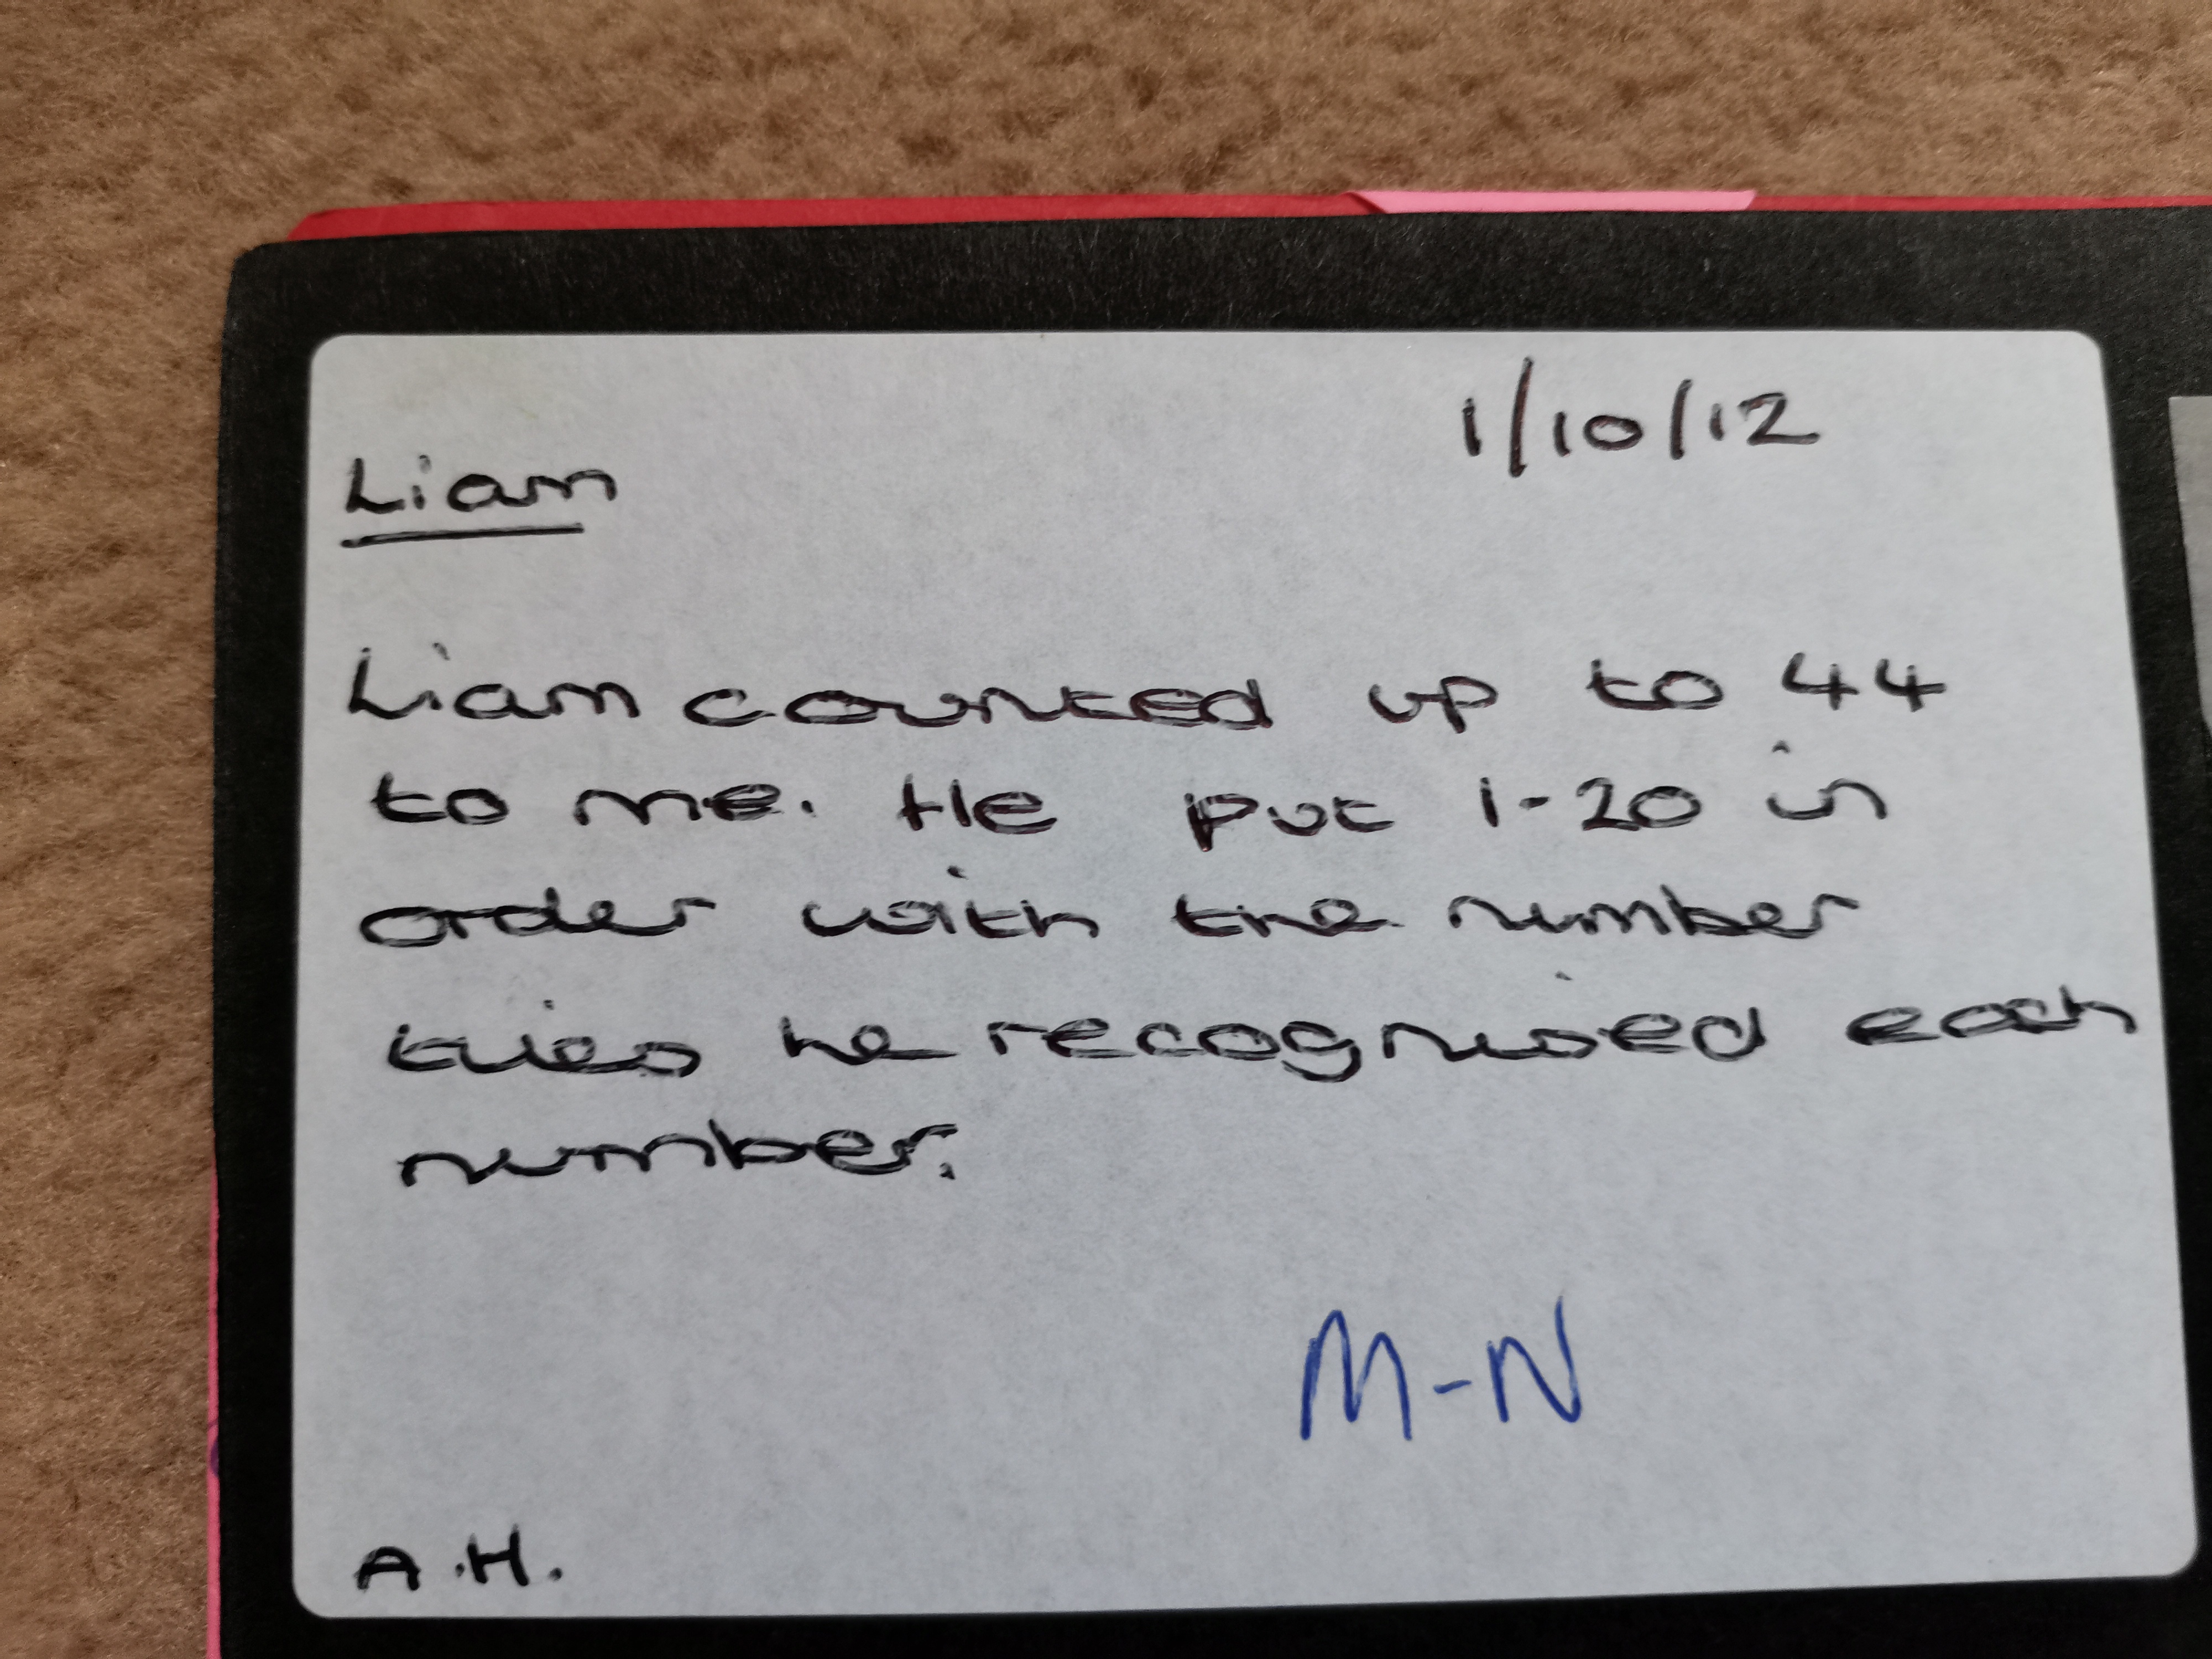 1/10/12
Liam
Liam counted up to 44
to me. He put 1-20 in
order with the number
tiles he recognised each
number.
M-N
A.H.